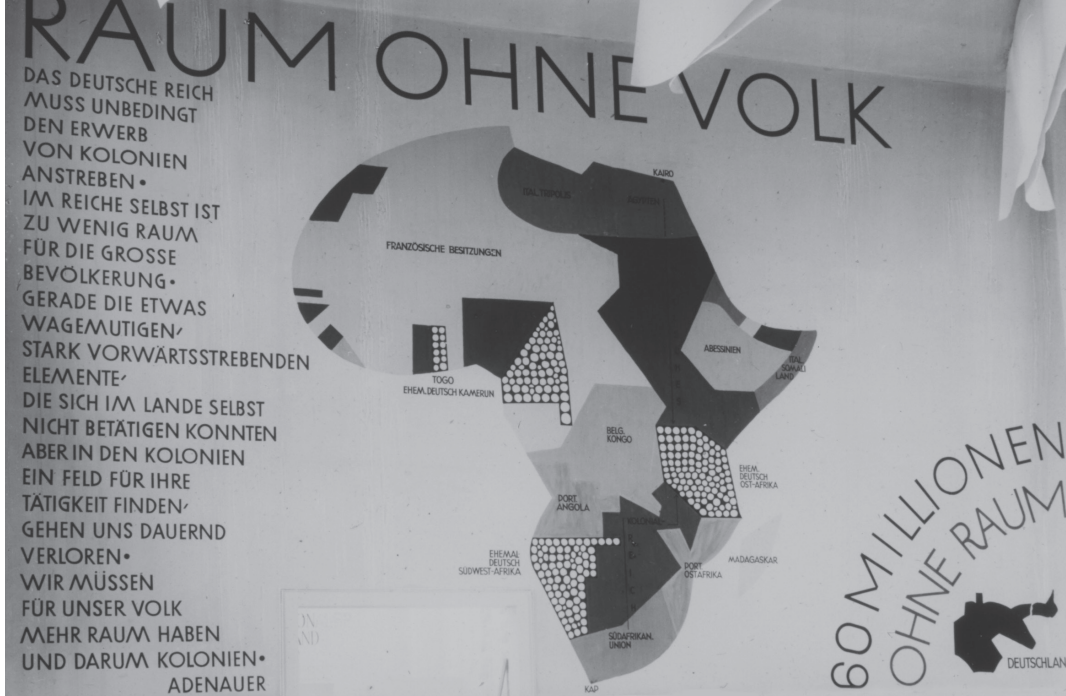 RAUM OHNE VOLK
DAS DEUTSCHE REICH
MUSS UNBEDINGT
DEN ERWERB
VON KOLONIEN
ANSTREBEN•
IM REICHE SELBST IST
ZU WENIG RAUM
FÜR DIE GROSSE
BEVÖLKERUNG•
GERADE DIE ETWAS
WAGEMUTIGEN,
STARK VORWÄRTSSTREBENDEN
ELEMENTE,
DIE SICH IM LANDE SELBST
NICHT BETÄTIGEN KONNTEN
ABER IN DEN KOLONIEN
EIN FELD FÜR IHRE
TÄTIGKEIT FINDEN,
GEHEN UNS DAUERND
VERLOREN•
WIR MÜSSEN
FÜR UNSER VOLK
MEHR RAUM HABEN
UND DARUM KOLONIEN•
ADENAUER
KAIRO
ITAL. TRIPOLIS
FRANZÖSISCHE BESITZUNGEN
ABESSINIEN
ITAL.
SOMALI
LAND
TOGO
EHEM. DEUTSCH KAMERUN
BELG.
KONGO
EHEM.
DEUTSCH
OST-AFRIKA
PORT.
ANGOLA
KOLONIAL
EHEMAL.
DEUTSCH
SÜDWEST-AFRIKA
MADAGASKAR
PORT.
OSTAFRIKA
SÜDAFRIKAN.
UNION
KAP
60 MILLIONEN
OHNE RAUM
DEUTSCHLAN